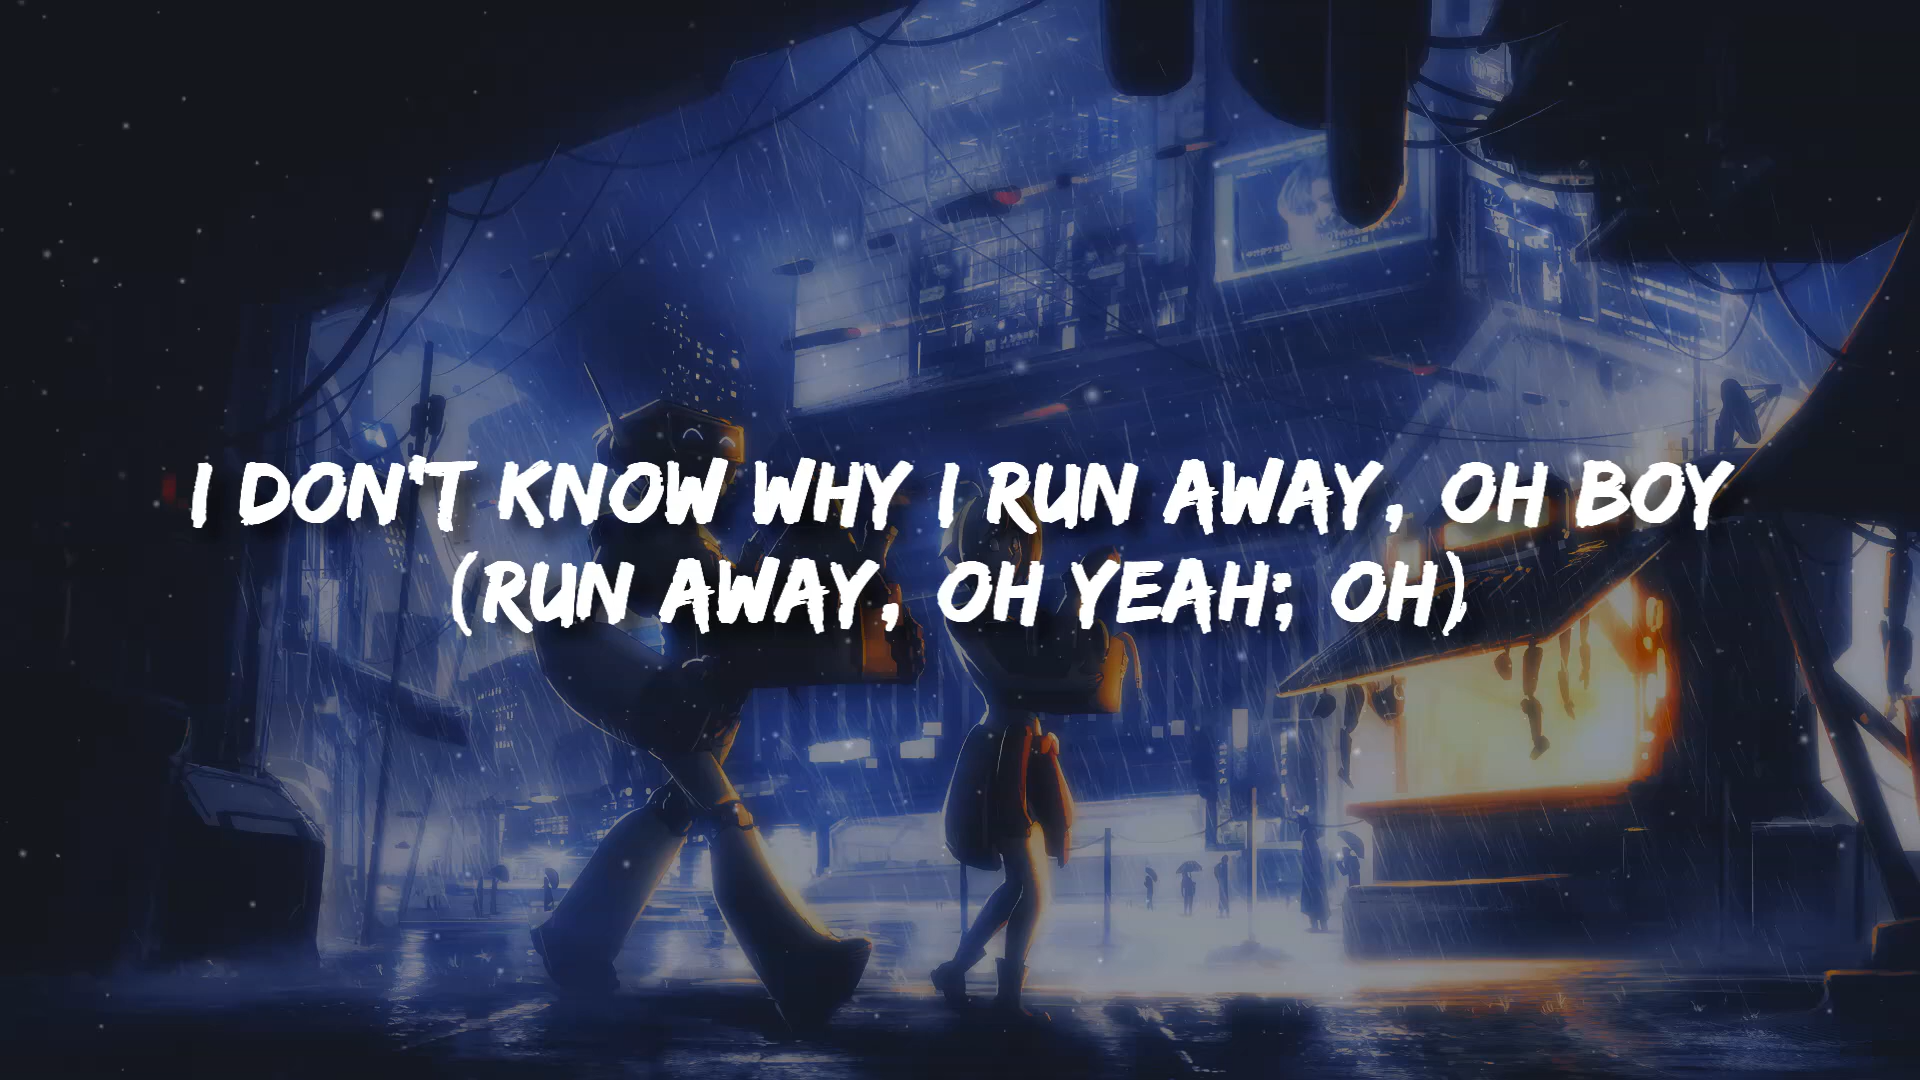 I DON'T KNOW WHY I RUN AWAY, OH BOY
(RUN AWAY, OH YEAH; OH)